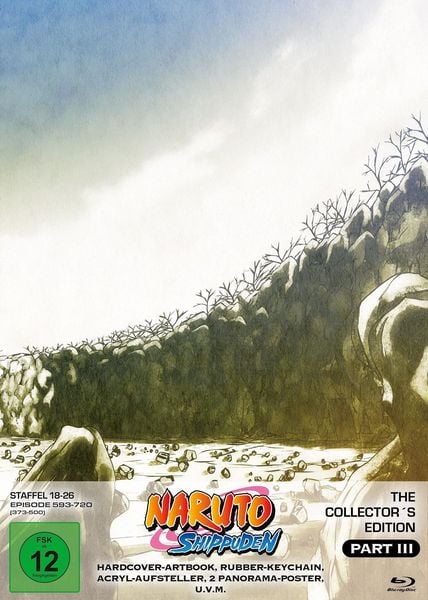 STAFFEL 18-26
EPISODE 593-720
(373-500)
FSK
12
NARUTO
SHIPPUDEN
THE
COLLECTOR´S
EDITION
PART III
HARDCOVER-ARTBOOK, RUBBER-KEYCHAIN,
ACRYL-AUFSTELLER, 2 PANORAMA-POSTER,
U.V.M.
Blu-ray Disc